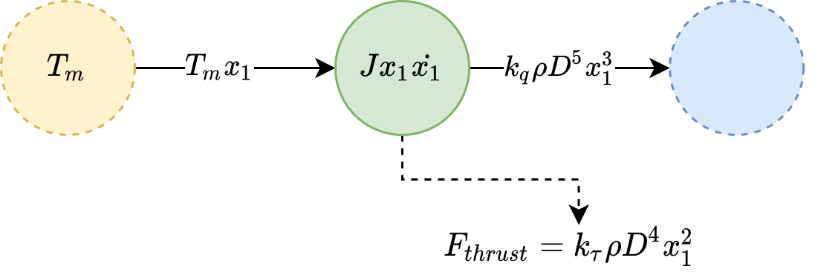 T_m T_m x_1 J x_1 \dot{x_1} k_q ρ D^5 x_1^3
F_{thrust} = k_τ ρ D^4 x_1^2